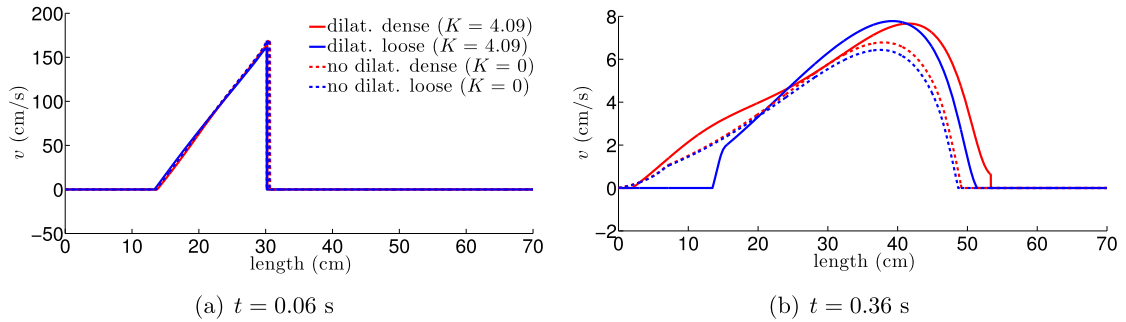 200
150
100
50
0
−50
0 10 20 30 40 50 60 70
v (cm/s)
length (cm)
dilat. dense (K = 4.09)
dilat. loose (K = 4.09)
no dilat. dense (K = 0)
no dilat. loose (K = 0)
(a) t = 0.06 s
8
6
4
2
0
−2
0 10 20 30 40 50 60 70
v (cm/s)
length (cm)
(b) t = 0.36 s